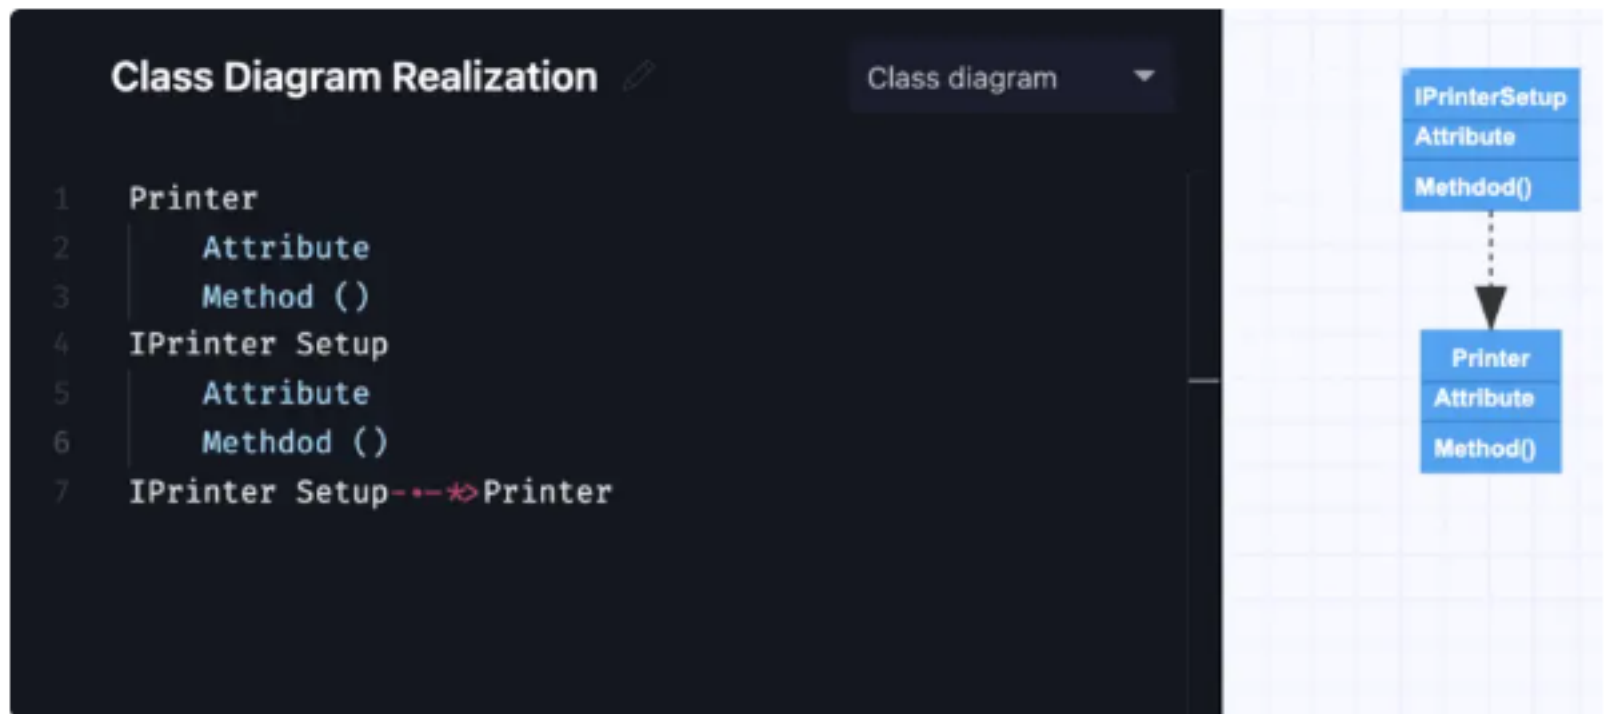 Class Diagram Realization
Class diagram
1 Printer
2 Attribute
3 Method ()
4 IPrinter Setup
5 Attribute
6 Methdod ()
7 IPrinter Setup-•-*>Printer
IPrinterSetup
Attribute
Methdod()
Printer
Attribute
Method()